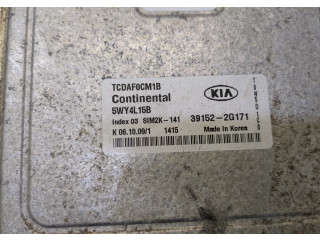 TCDAF0CM1B
Continental
5WY4L15B
KIA
Index 03 SIM2K-141 39152-2G171
K 06.10.09/1 1415 Made in Korea